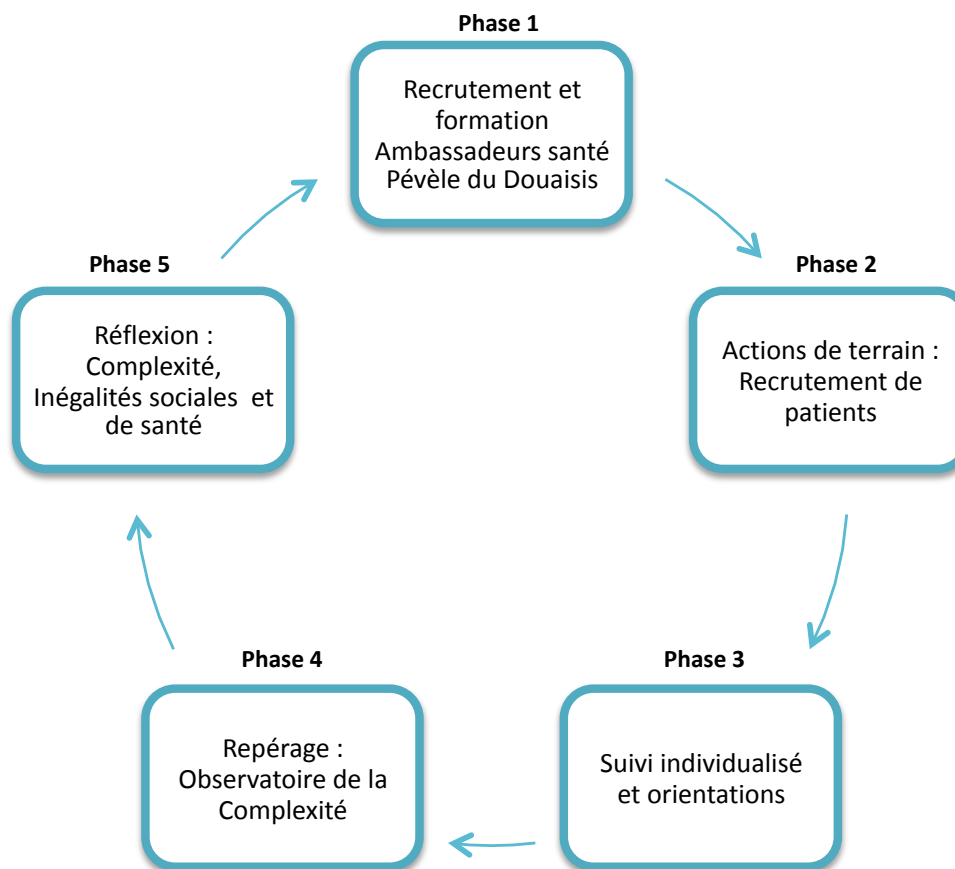 Phase 1
Recrutement et
formation
Ambassadeurs santé
Pévèle du Douaisis
Phase 2
Actions de terrain :
Recrutement de
patients
Phase 3
Suivi individualisé
et orientations
Phase 4
Repérage :
Observatoire de la
Complexité
Phase 5
Réflexion :
Complexité,
Inégalités sociales et
de santé